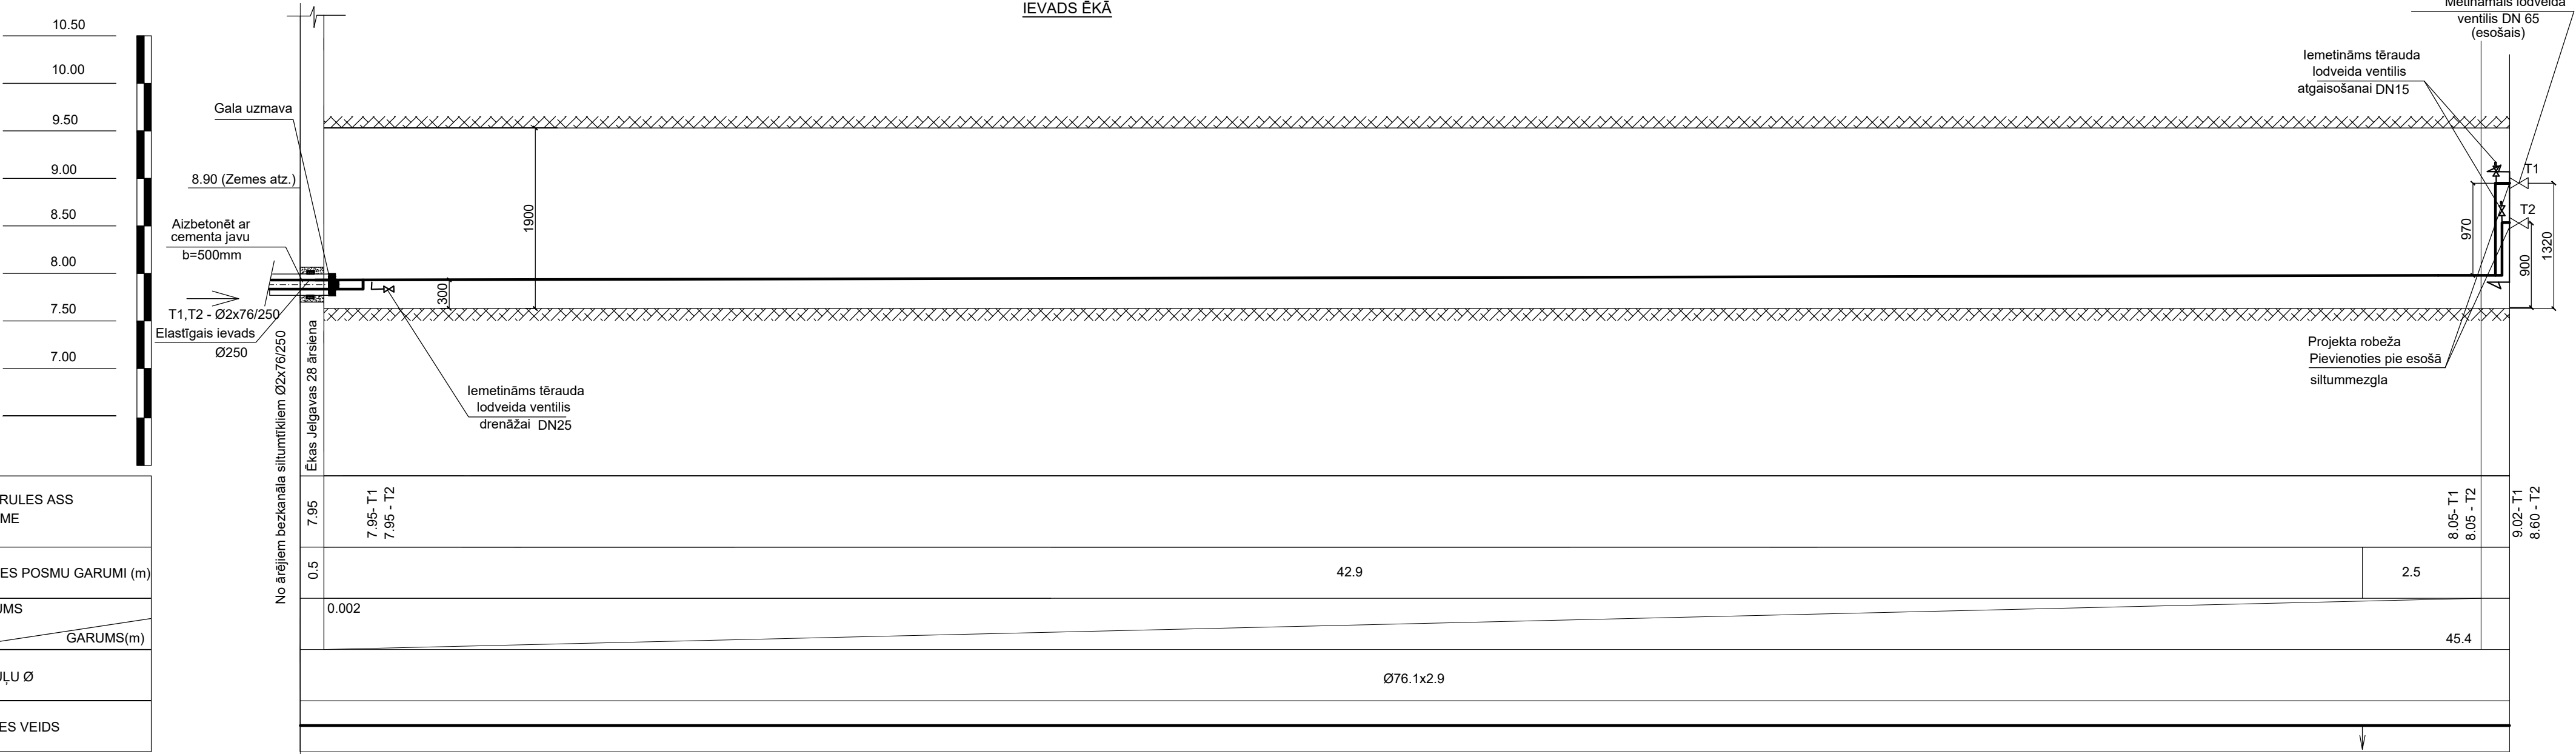 IEVADS ĒKĀ
10.50
10.00
9.50
9.00
8.50
8.00
7.50
7.00
Gala uzmava
8.90 (Zemes atz.)
Aizbetonēt ar
cementa javu
b=500mm
T1,T2 - Ø2x76/250
Elastīgais ievads
Ø250
No ārējiem bezkanāla siltumtīkliem Ø2x76/250
Ēkas Jelgavas 28 ārsiena
1900
300
Iemetināms tērauda
lodveida ventilis
drenāžai DN25
Metināmais lodveida
ventilis DN 65
(esošais)
Iemetināms tērauda
lodveida ventilis
atgaisošanai DN15
T1
T2
970
900
1320
Projekta robeža
Pievienoties pie esošā
siltummezgla
RULES ASS
ME
7.95
7.95- T1
7.95 - T2
8.05- T1
8.05 - T2
9.02- T1
8.60 - T2
ES POSMU GARUMI (m)
0.5
42.9
2.5
UMS
GARUMS(m)
0.002
45.4
UĻU Ø
Ø76.1x2.9
ES VEIDS